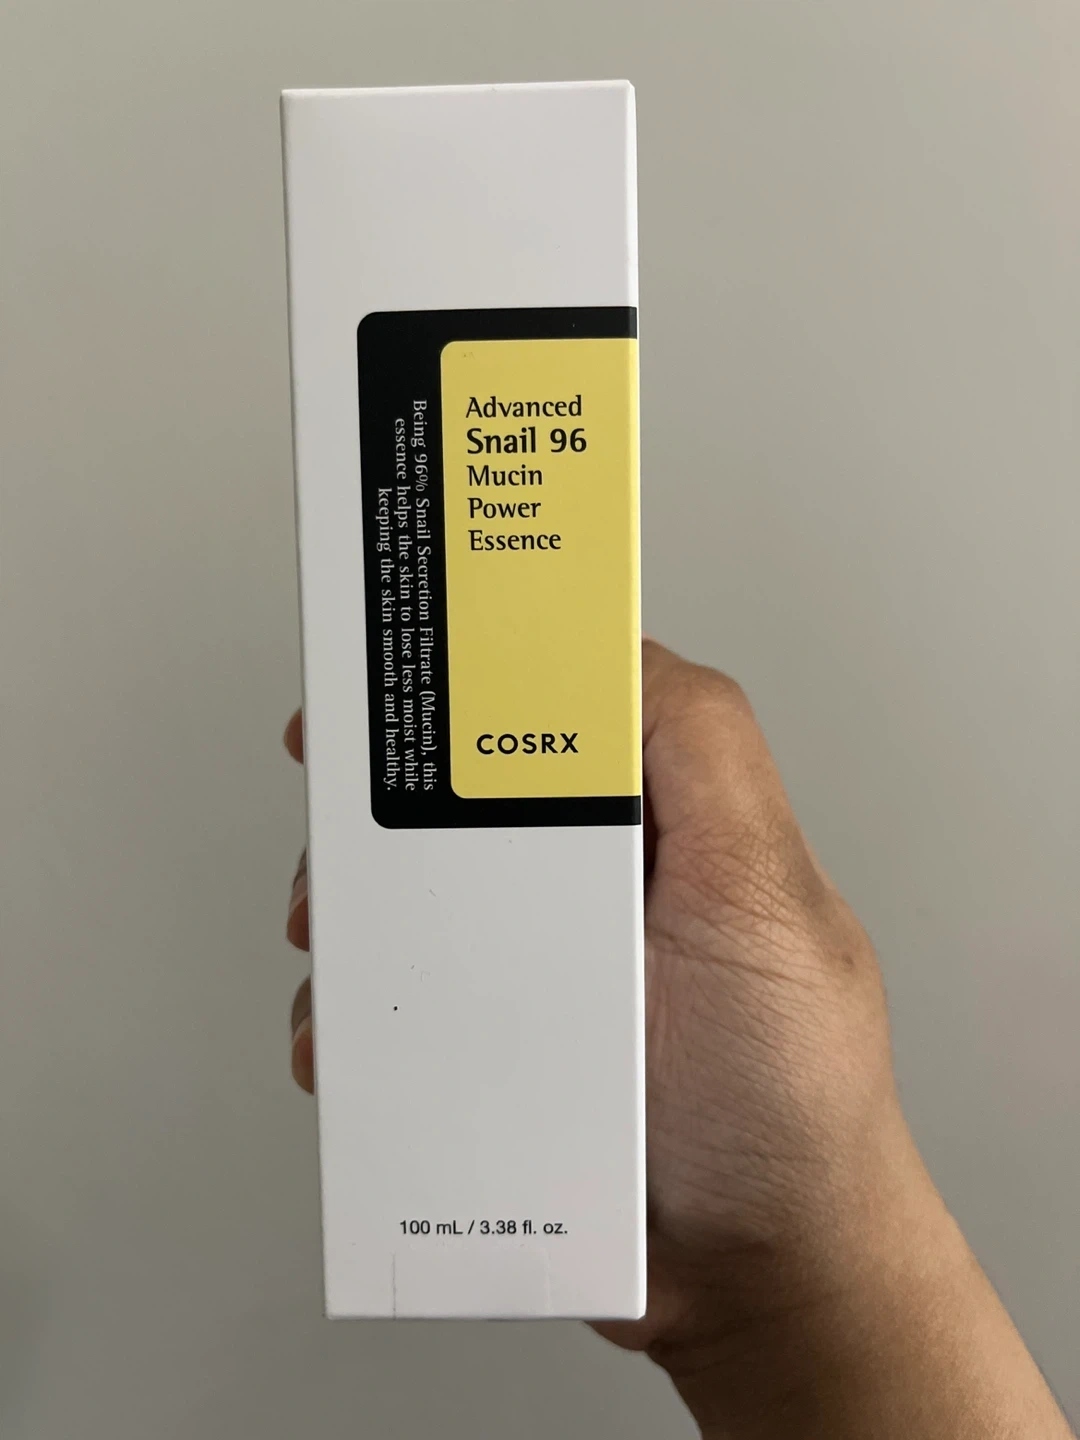 Advanced
Snail 96
Mucin
Power
Essence
COSRX
Being 96% Snail Secretion Filtrate (Mucin), this
essence helps the skin to lose less moist while
keeping the skin smooth and healthy.
100 mL / 3.38 fl. oz.